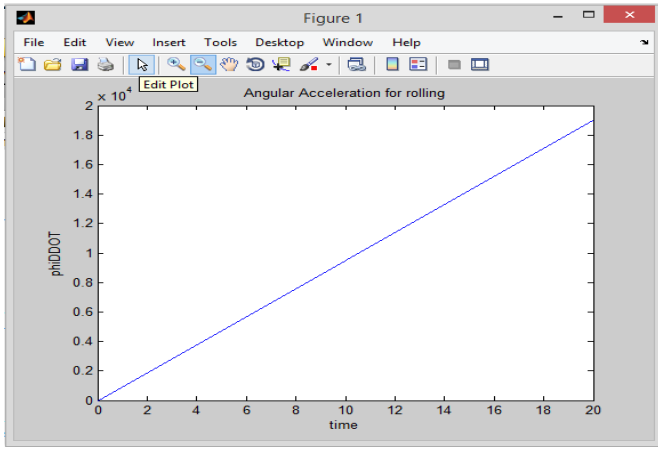 Figure 1
File Edit View Insert Tools Desktop Window Help
Edit Plot
× 10⁴
Angular Acceleration for rolling
2
1.8
1.6
1.4
1.2
1
0.8
0.6
0.4
0.2
0
phiDDOT
0 2 4 6 8 10 12 14 16 18 20
time